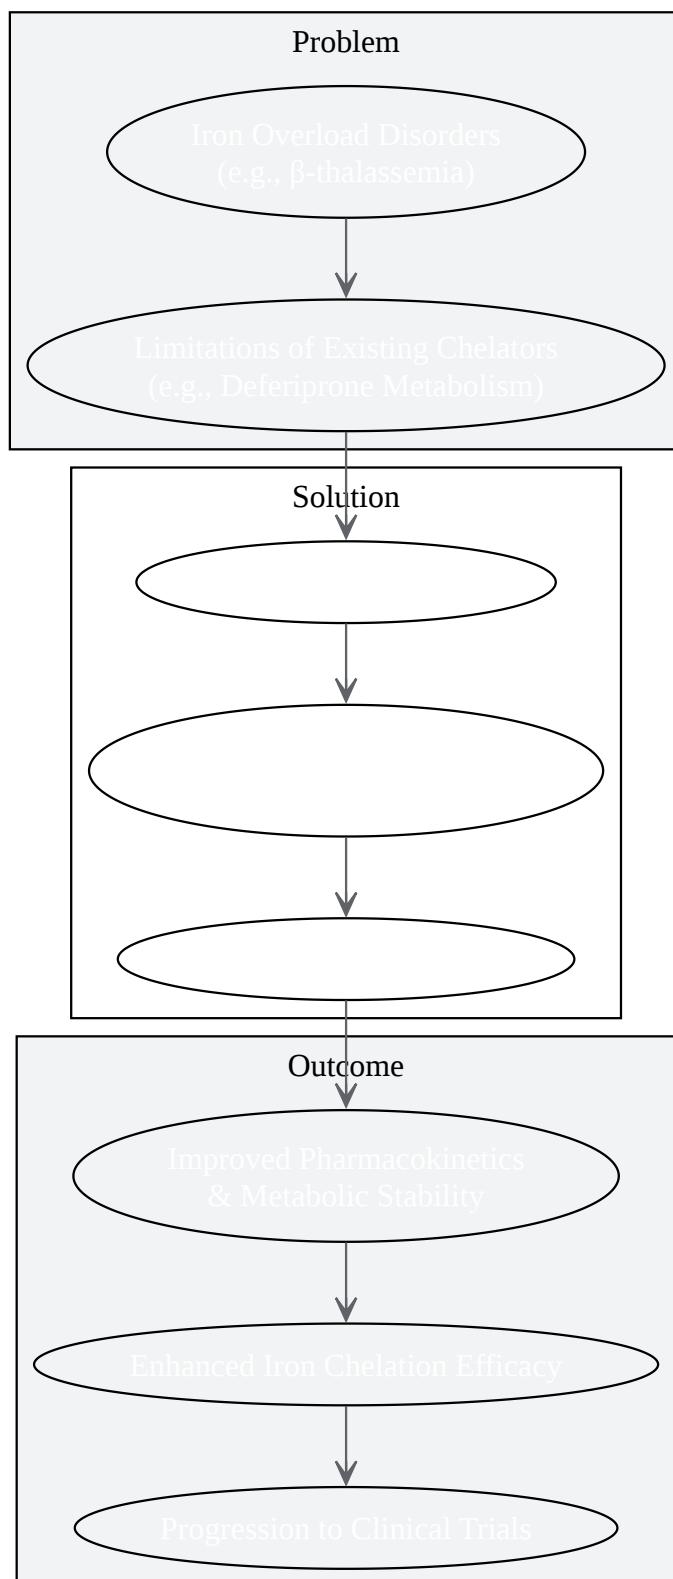 Problem
Iron Overload Disorders
(e.g., β-thalassemia)
Limitations of Existing Chelators
(e.g., Deferiprone Metabolism)
Solution
Outcome
Improved Pharmacokinetics
& Metabolic Stability
Enhanced Iron Chelation Efficacy
Progression to Clinical Trials